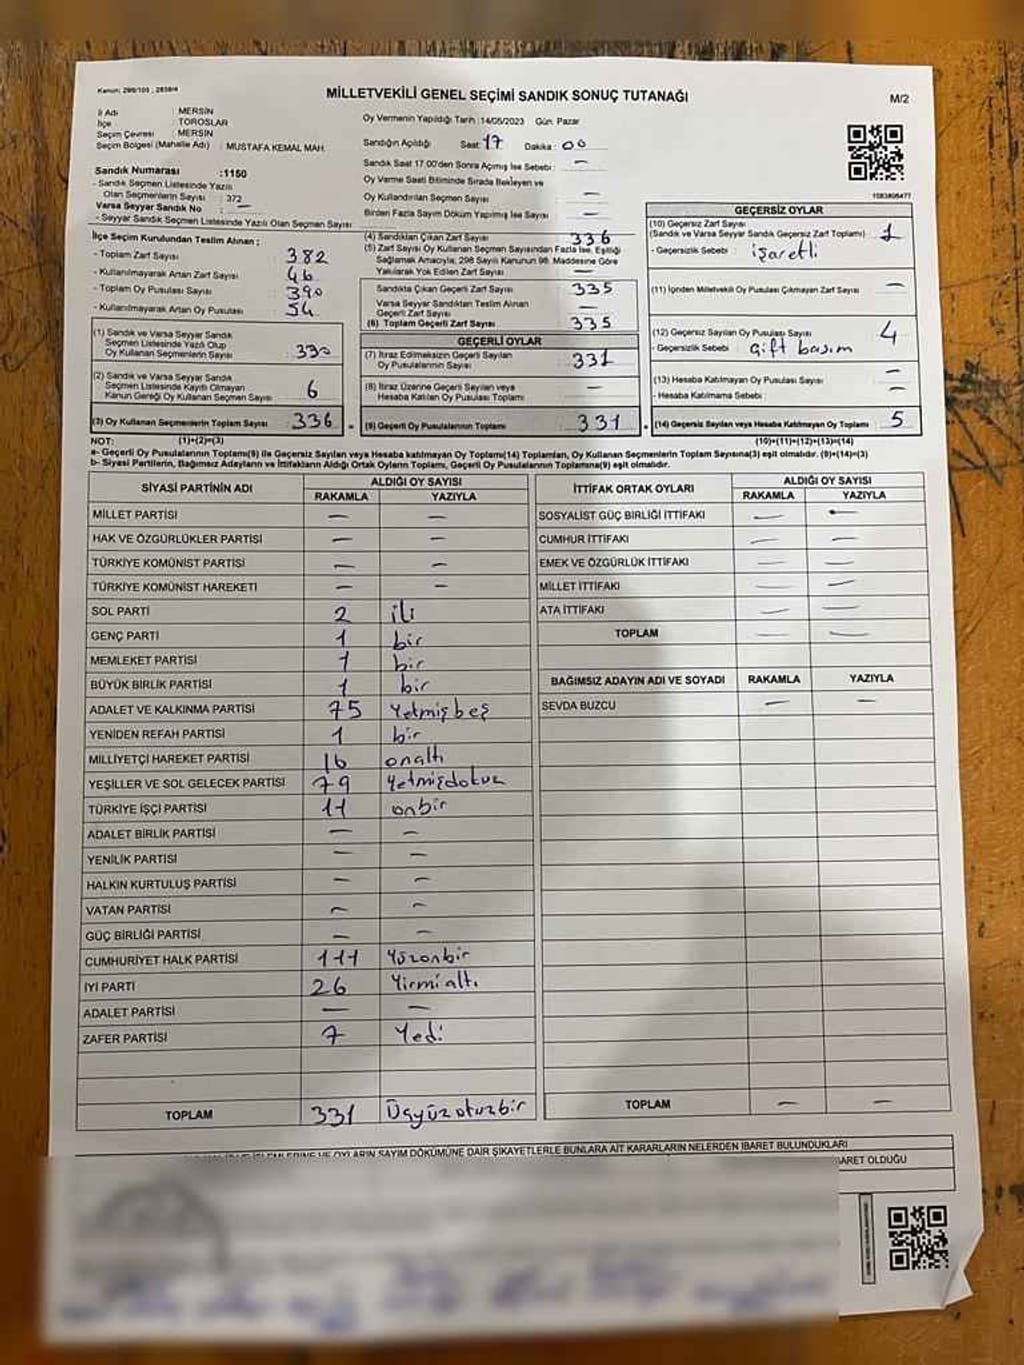 Kanun: 298/105 ; 2839/4
MİLLETVEKİLİ GENEL SEÇİMİ SANDIK SONUÇ TUTANAĞI
M/2
İl Adı : MERSİN
İlçe : TOROSLAR
Seçim Çevresi : MERSİN
Seçim Bölgesi (Mahalle Adı) : MUSTAFA KEMAL MAH.
Oy Vermenin Yapıldığı Tarih :14/05/2023 Gün: Pazar
Sandığın Açıldığı Saat: 17 Dakika: 00
Sandık Saat 17:00'den Sonra Açılmış İse Sebebi: —
Oy Verme Saati Bitiminde Sırada Bekleyen ve
Oy Kullandırılan Seçmen Sayısı —
Birden Fazla Sayım Döküm Yapılmış İse Sayısı —
Sandık Numarası :1150
- Sandık Seçmen Listesinde Yazılı
Olan Seçmenlerin Sayısı : 372
Varsa Seyyar Sandık No —
- Seyyar Sandık Seçmen Listesinde Yazılı Olan Seçmen Sayısı
İlçe Seçim Kurulundan Teslim Alınan ;
- Toplam Zarf Sayısı 382
- Kullanılmayarak Artan Zarf Sayısı 46
- Toplam Oy Pusulası Sayısı 390
- Kullanılmayarak Artan Oy Pusulası 54
(1) Sandık ve Varsa Seyyar Sandık
Seçmen Listesinde Yazılı Olup
Oy Kullanan Seçmenlerin Sayısı 330
(2) Sandık ve Varsa Seyyar Sandık
Seçmen Listesinde Kayıtlı Olmayan
Kanun Gereği Oy Kullanan Seçmen Sayısı 6
(3) Oy Kullanan Seçmenlerin Toplam Sayısı 336
(4) Sandıktan Çıkan Zarf Sayısı 336
(5) Zarf Sayısı Oy Kullanan Seçmen Sayısından Fazla İse, Eşitliği
Sağlamak Amacıyla; 298 Sayılı Kanunun 98. Maddesine Göre
Yakılarak Yok Edilen Zarf Sayısı —
Sandıkta Çıkan Geçerli Zarf Sayısı 335
Varsa Seyyar Sandıktan Teslim Alınan
Geçerli Zarf Sayısı —
(6) Toplam Geçerli Zarf Sayısı 335
GEÇERLİ OYLAR
(7) İtiraz Edilmeksizin Geçerli Sayılan
Oy Pusulalarının Sayısı 331
(8) İtiraz Üzerine Geçerli Sayılan veya
Hesaba Katılan Oy Pusulası Toplamı —
= (9) Geçerli Oy Pusulalarının Toplamı 331
GEÇERSİZ OYLAR
(10) Geçersiz Zarf Sayısı
(Sandık ve Varsa Seyyar Sandık Geçersiz Zarf Toplamı) 1
- Geçersizlik Sebebi : işaretli
(11) İçinden Milletvekili Oy Pusulası Çıkmayan Zarf Sayısı —
(12) Geçersiz Sayılan Oy Pusulası Sayısı 4
- Geçersizlik Sebebi : çift basım
(13) Hesaba Katılmayan Oy Pusulası Sayısı —
- Hesaba Katılmama Sebebi : —
+ (14) Geçersiz Sayılan veya Hesaba Katılmayan Oy Toplamı 5
NOT: (1)+(2)=(3) (10)+(11)+(12)+(13)=(14)
a- Geçerli Oy Pusulalarının Toplamı(9) ile Geçersiz Sayılan veya Hesaba katılmayan Oy Toplamı(14) Toplamları, Oy Kullanan Seçmenlerin Toplam Sayısına(3) eşit olmalıdır. (9)+(14)=(3)
b- Siyasi Partilerin, Bağımsız Adayların ve İttifakların Aldığı Ortak Oyların Toplamı, Geçerli Oy Pusulalarının Toplamına(9) eşit olmalıdır.
SİYASİ PARTİNİN ADI ALDIĞI OY SAYISI
RAKAMLA YAZIYLA
MİLLET PARTİSİ — —
HAK VE ÖZGÜRLÜKLER PARTİSİ — —
TÜRKİYE KOMÜNİST PARTİSİ — —
TÜRKİYE KOMÜNİST HAREKETİ — —
SOL PARTİ 2 iki
GENÇ PARTİ 1 bir
MEMLEKET PARTİSİ 1 bir
BÜYÜK BİRLİK PARTİSİ 1 bir
ADALET VE KALKINMA PARTİSİ 75 Yetmişbeş
YENİDEN REFAH PARTİSİ 1 bir
MİLLİYETÇİ HAREKET PARTİSİ 16 onaltı
YEŞİLLER VE SOL GELECEK PARTİSİ 79 Yetmişdokuz
TÜRKİYE İŞÇİ PARTİSİ 11 onbir
ADALET BİRLİK PARTİSİ — —
YENİLİK PARTİSİ — —
HALKIN KURTULUŞ PARTİSİ — —
VATAN PARTİSİ — —
GÜÇ BİRLİĞİ PARTİSİ — —
CUMHURİYET HALK PARTİSİ 111 Yüzonbir
İYİ PARTİ 26 Yirmialtı
ADALET PARTİSİ — —
ZAFER PARTİSİ 7 Yedi
TOPLAM 331 Üçyüzotuzbir
İTTİFAK ORTAK OYLARI ALDIĞI OY SAYISI
RAKAMLA YAZIYLA
SOSYALİST GÜÇ BİRLİĞİ İTTİFAKI — —
CUMHUR İTTİFAKI — —
EMEK VE ÖZGÜRLÜK İTTİFAKI — —
MİLLET İTTİFAKI — —
ATA İTTİFAKI — —
TOPLAM — —
BAĞIMSIZ ADAYIN ADI VE SOYADI RAKAMLA YAZIYLA
SEVDA BUZCU — —
TOPLAM — —
VE OYLARIN SAYIM DÖKÜMÜNE DAİR ŞİKAYETLERLE BUNLARA AİT KARARLARIN NELERDEN İBARET BULUNDUKLARI
OLDUĞU